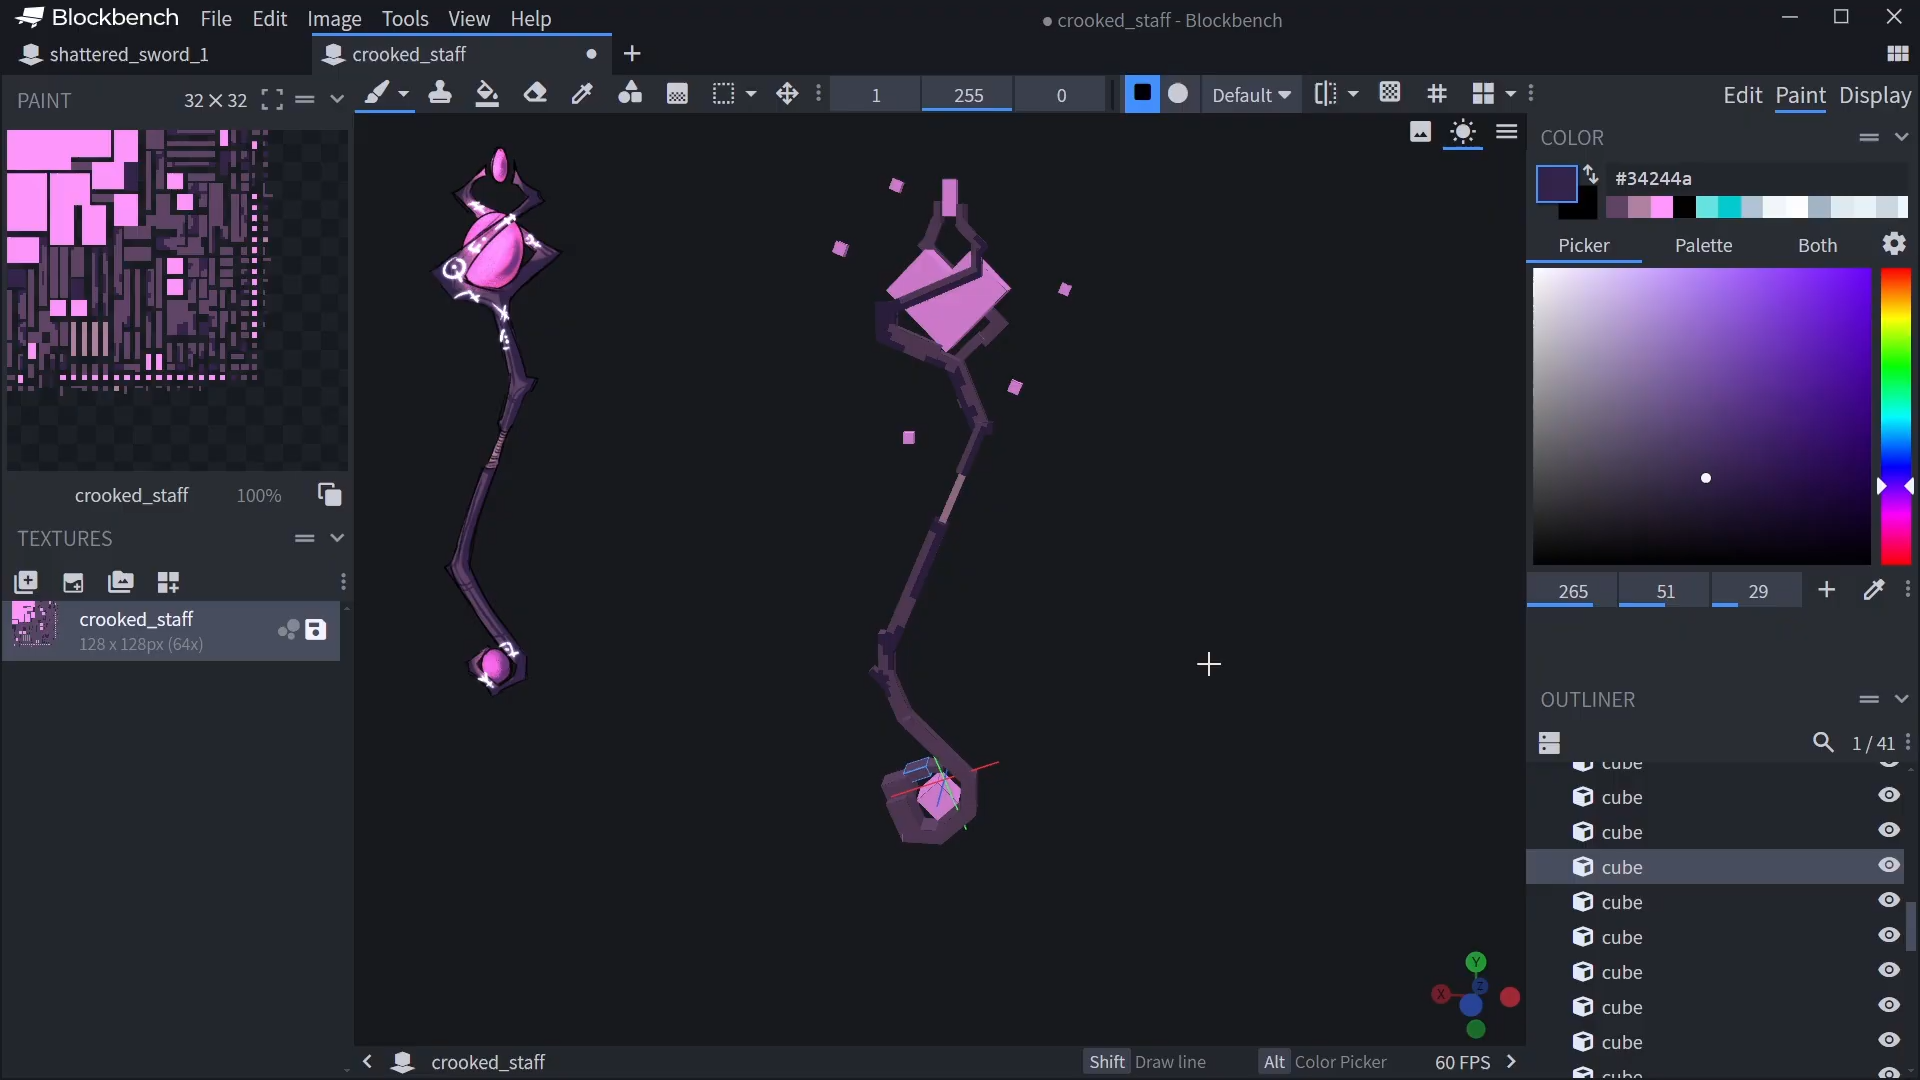 Blockbench File Edit Image Tools View Help
crooked_staff - Blockbench
shattered_sword_1
crooked_staff
PAINT 32 ✕ 32
1 255 0
Default
Edit Paint Display
COLOR
#34244a
Picker Palette Both
crooked_staff 100%
TEXTURES
crooked_staff
128 x 128px (64x)
265 51 29
OUTLINER
1 / 41
cube
cube
cube
cube
cube
cube
cube
cube
cube
cube
Y
X
Z
crooked_staff
Shift Draw line Alt Color Picker 60 FPS